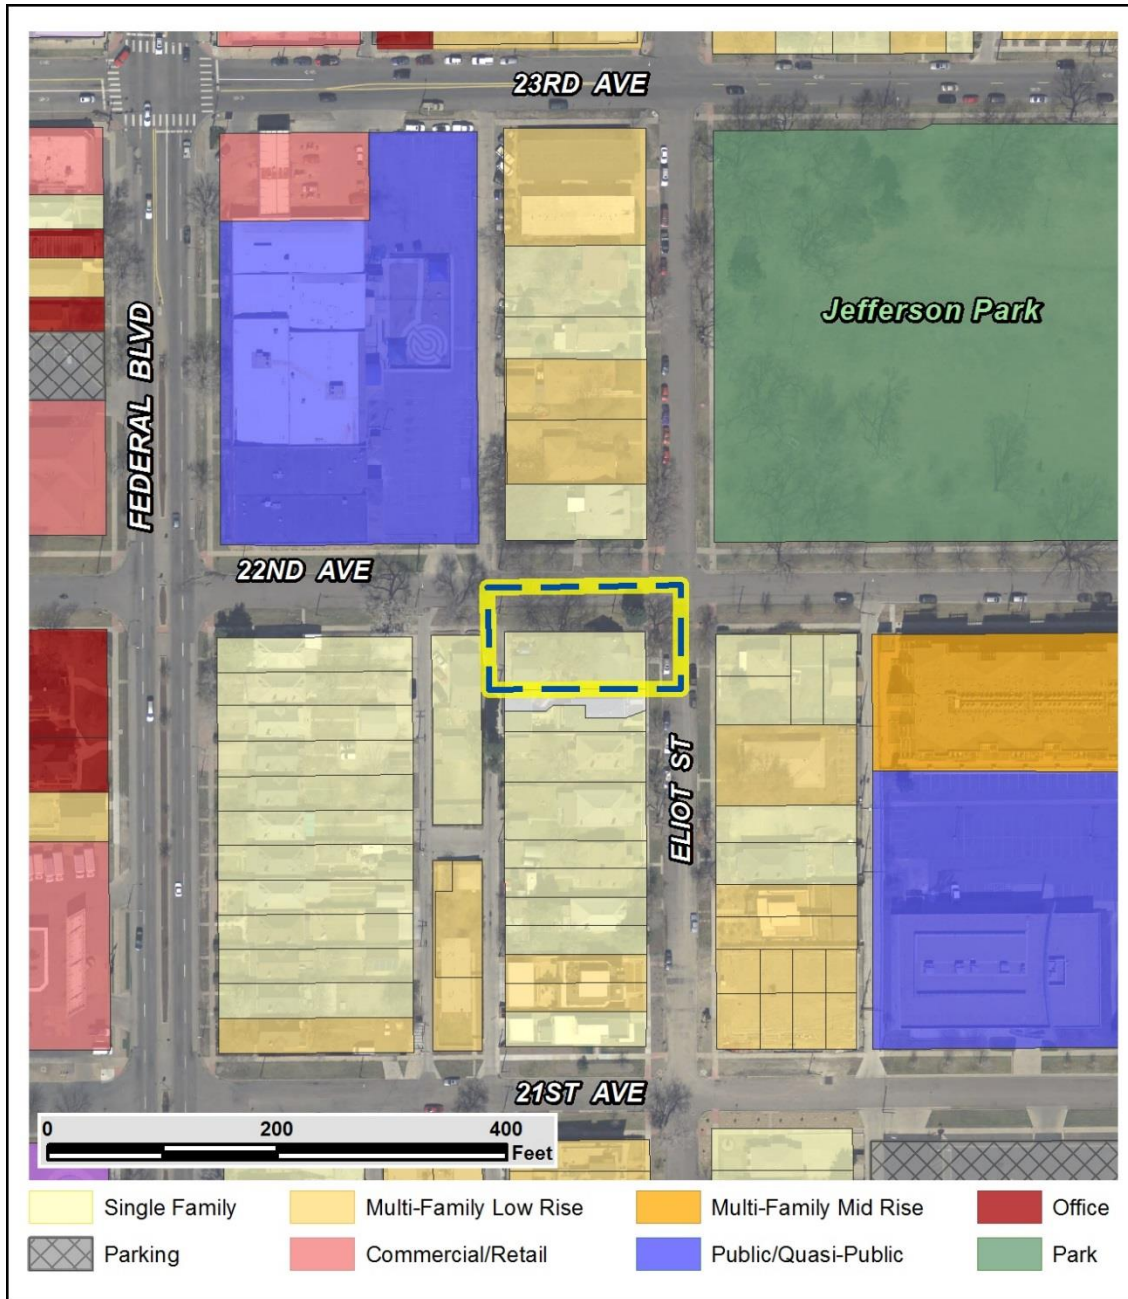 23RD AVE
Jefferson Park
FEDERAL BLVD
22ND AVE
ELIOT ST
21ST AVE
0 200 400
Feet
Single Family Multi-Family Low Rise Multi-Family Mid Rise Office
Parking Commercial/Retail Public/Quasi-Public Park